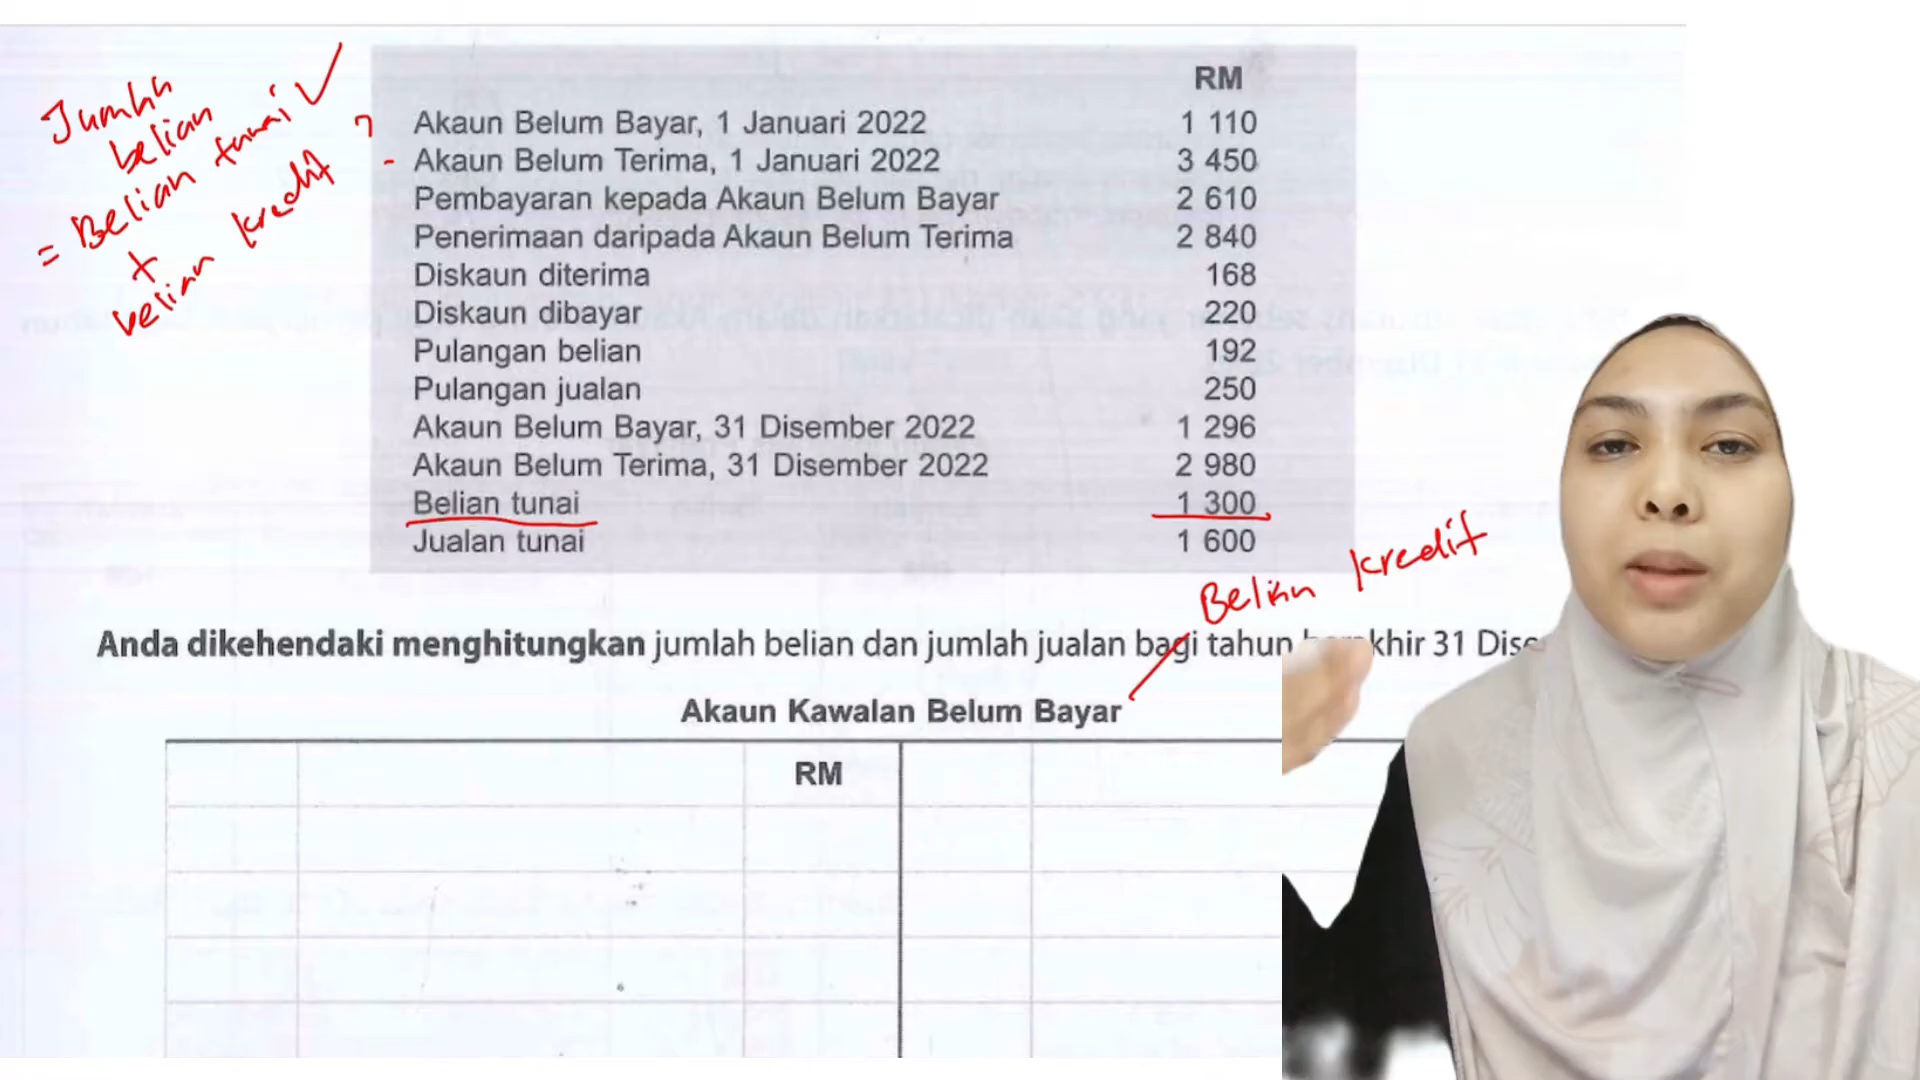 Jumlah
belian
= Belian tunai ✓
+
belian kredit ?
RM
Akaun Belum Bayar, 1 Januari 2022 1 110
- Akaun Belum Terima, 1 Januari 2022 3 450
Pembayaran kepada Akaun Belum Bayar 2 610
Penerimaan daripada Akaun Belum Terima 2 840
Diskaun diterima 168
Diskaun dibayar 220
Pulangan belian 192
Pulangan jualan 250
Akaun Belum Bayar, 31 Disember 2022 1 296
Akaun Belum Terima, 31 Disember 2022 2 980
Belian tunai 1 300
Jualan tunai 1 600
Belian kredit
Anda dikehendaki menghitungkan jumlah belian dan jumlah jualan bagi tahun 31
Akaun Kawalan Belum Bayar
RM